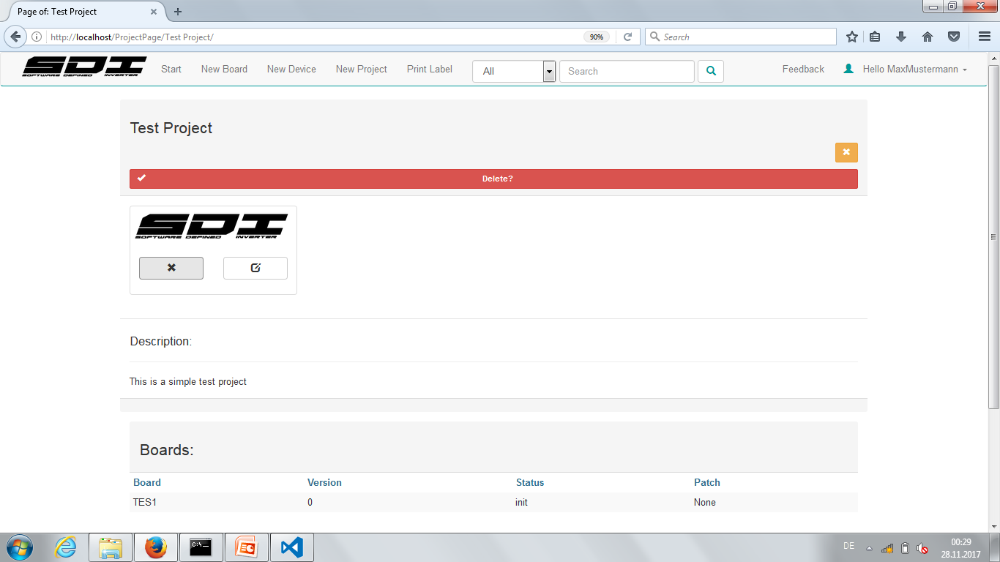 Page of: Test Project
http://localhost/ProjectPage/Test Project/ 90% Search
SDI Start New Board New Device New Project Print Label All Search Feedback Hello MaxMustermann
SOFTWARE DEFINED INVERTER
Test Project
Delete?
SDI
SOFTWARE DEFINED INVERTER
Description:
This is a simple test project
Boards:
Board Version Status Patch
TES1 0 init None
C:\_
DE 00:29
28.11.2017